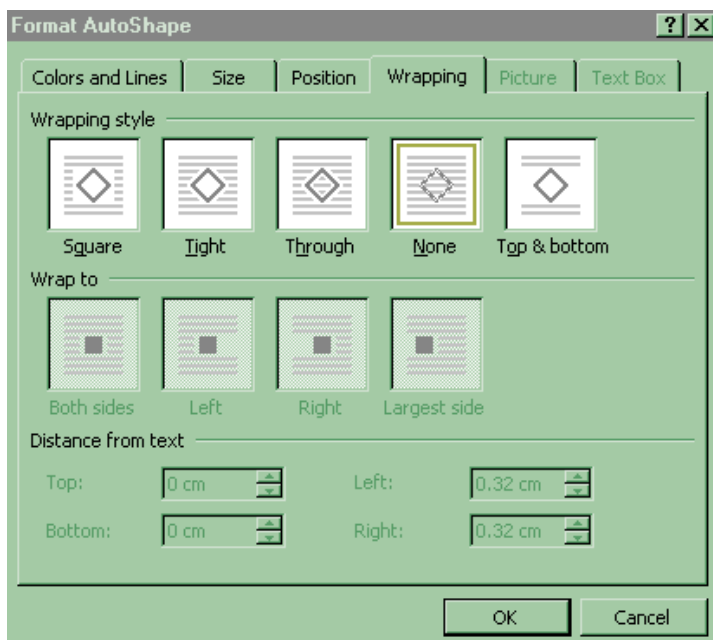 Format AutoShape ? X
Colors and Lines Size Position Wrapping Picture Text Box
Wrapping style
Square Tight Through None Top & bottom
Wrap to
Both sides Left Right Largest side
Distance from text
Top: 0 cm Left: 0.32 cm
Bottom: 0 cm Right: 0.32 cm
OK Cancel